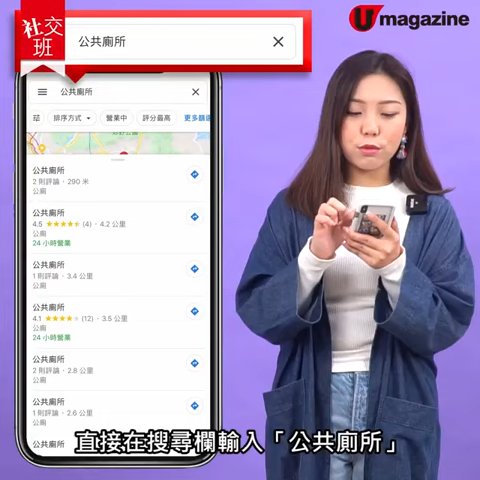 社交班
公共廁所
U magazine
公共廁所
排序方式
營業中
評分最高
更多篩選
公共廁所
2 則評論 · 290 米
公廁
公共廁所
4.5 ★★★★★ (4) · 4.2 公里
公廁
24 小時營業
公共廁所
1 則評論 · 3.4 公里
公廁
公共廁所
4.1 ★★★★★ (12) · 3.5 公里
公廁
24 小時營業
公共廁所
2 則評論 · 2.8 公里
公廁
公共廁所
1 則評論 · 2.6 公里
公廁
公共廁所
直接在搜尋欄輸入「公共廁所」